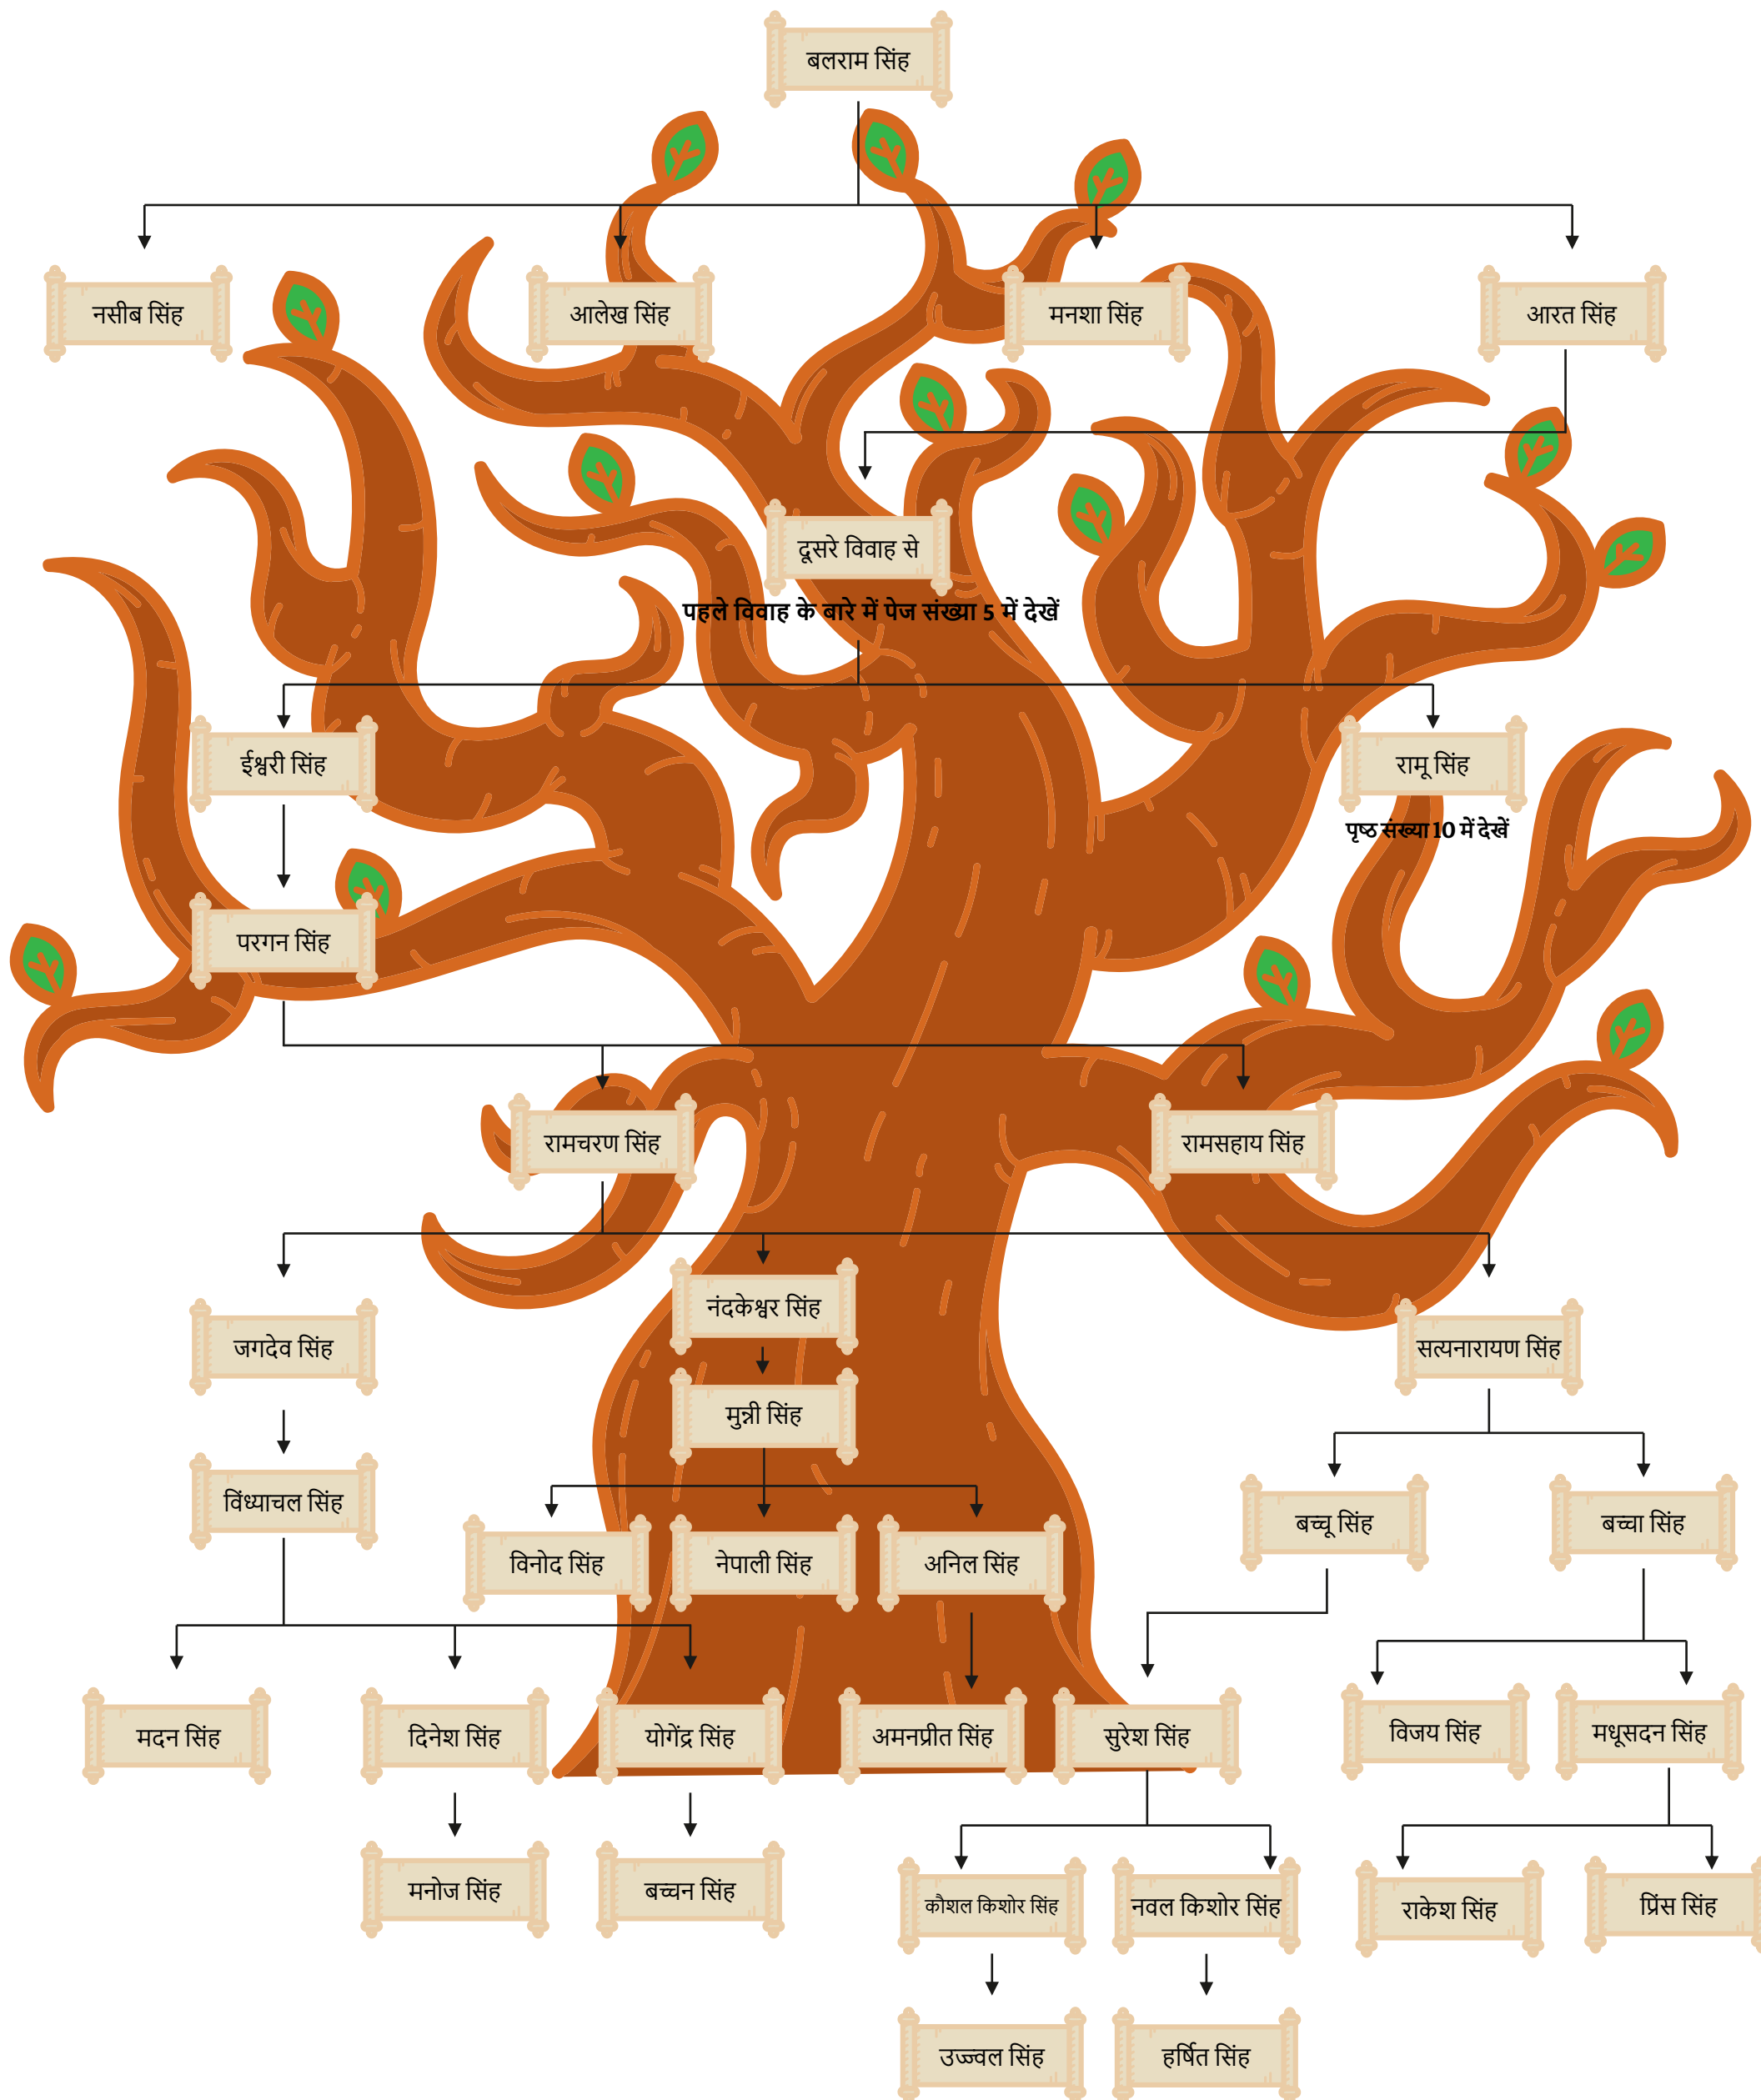 बलराम सिंह
नसीब सिंह
आलेख सिंह
मनशा सिंह
आरत सिंह
दूसरे विवाह से
पहले विवाह के बारे में पेज संख्या 5 में देखें
ईश्वरी सिंह
रामू सिंह
पृष्ठ संख्या 10 में देखें
परगन सिंह
रामचरण सिंह
रामसहाय सिंह
नंदकेश्वर सिंह
जगदेव सिंह
सत्यनारायण सिंह
मुन्नी सिंह
विंध्याचल सिंह
बच्चू सिंह
बच्चा सिंह
विनोद सिंह
नेपाली सिंह
अनिल सिंह
मदन सिंह
दिनेश सिंह
योगेंद्र सिंह
अमनप्रीत सिंह
सुरेश सिंह
विजय सिंह
मधूसदन सिंह
मनोज सिंह
बच्चन सिंह
कौशल किशोर सिंह
नवल किशोर सिंह
राकेश सिंह
प्रिंस सिंह
उज्ज्वल सिंह
हर्षित सिंह